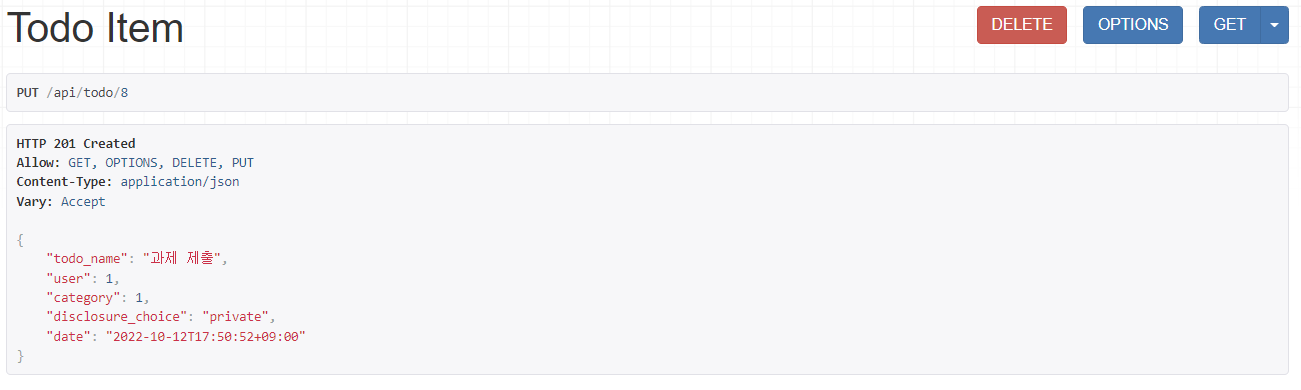 Todo Item
DELETE
OPTIONS
GET
PUT /api/todo/8
HTTP 201 Created
Allow: GET, OPTIONS, DELETE, PUT
Content-Type: application/json
Vary: Accept
{
    "todo_name": "과제 제출",
    "user": 1,
    "category": 1,
    "disclosure_choice": "private",
    "date": "2022-10-12T17:50:52+09:00"
}